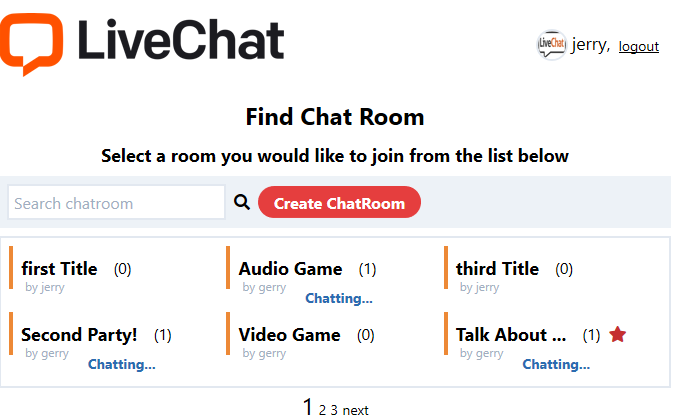 LiveChat
LiveChat jerry, logout
Find Chat Room
Select a room you would like to join from the list below
Search chatroom Create ChatRoom
first Title (0) Audio Game (1) third Title (0)
by jerry by gerry by jerry
Chatting...
Second Party! (1) Video Game (0) Talk About ... (1)
by gerry by gerry by gerry
Chatting... Chatting...
1 2 3 next